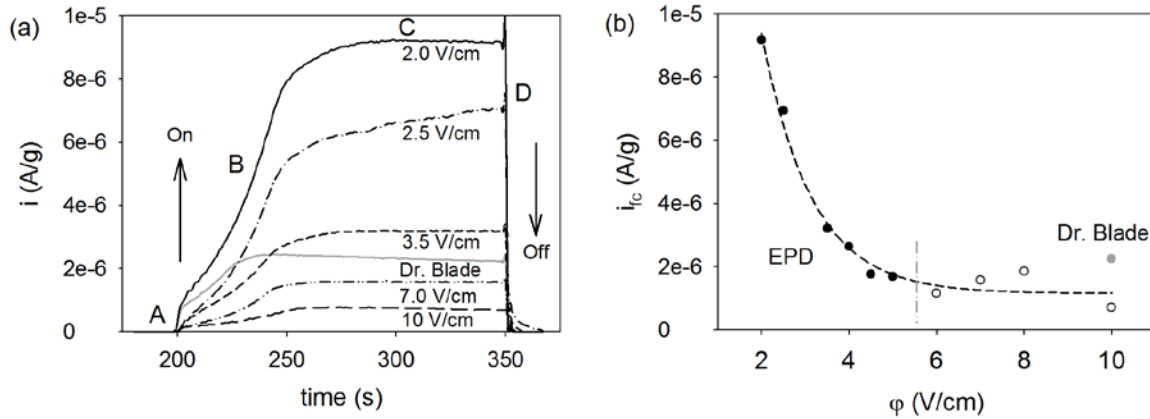 (a)
1e-5
8e-6
6e-6
4e-6
2e-6
0
i (A/g)
200
250
300
350
time (s)
On
Off
A
B
C
D
2.0 V/cm
2.5 V/cm
3.5 V/cm
Dr. Blade
7.0 V/cm
10 V/cm
(b)
1e-5
8e-6
6e-6
4e-6
2e-6
0
i_fc (A/g)
2
4
6
8
10
φ (V/cm)
EPD
Dr. Blade